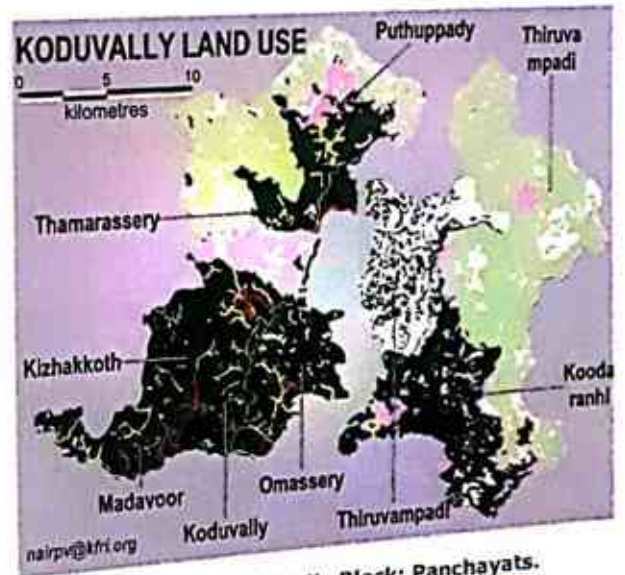 KODUVALLY LAND USE
0 5 10
kilometres
Puthuppady
Thiruva
mpadi
Thamarassery
Kizhakkoth
Kooda
ranhl
Madavoor
Koduvally
Omassery
Thiruvampadi
nairpv@kfri.org
Block: Panchayats.